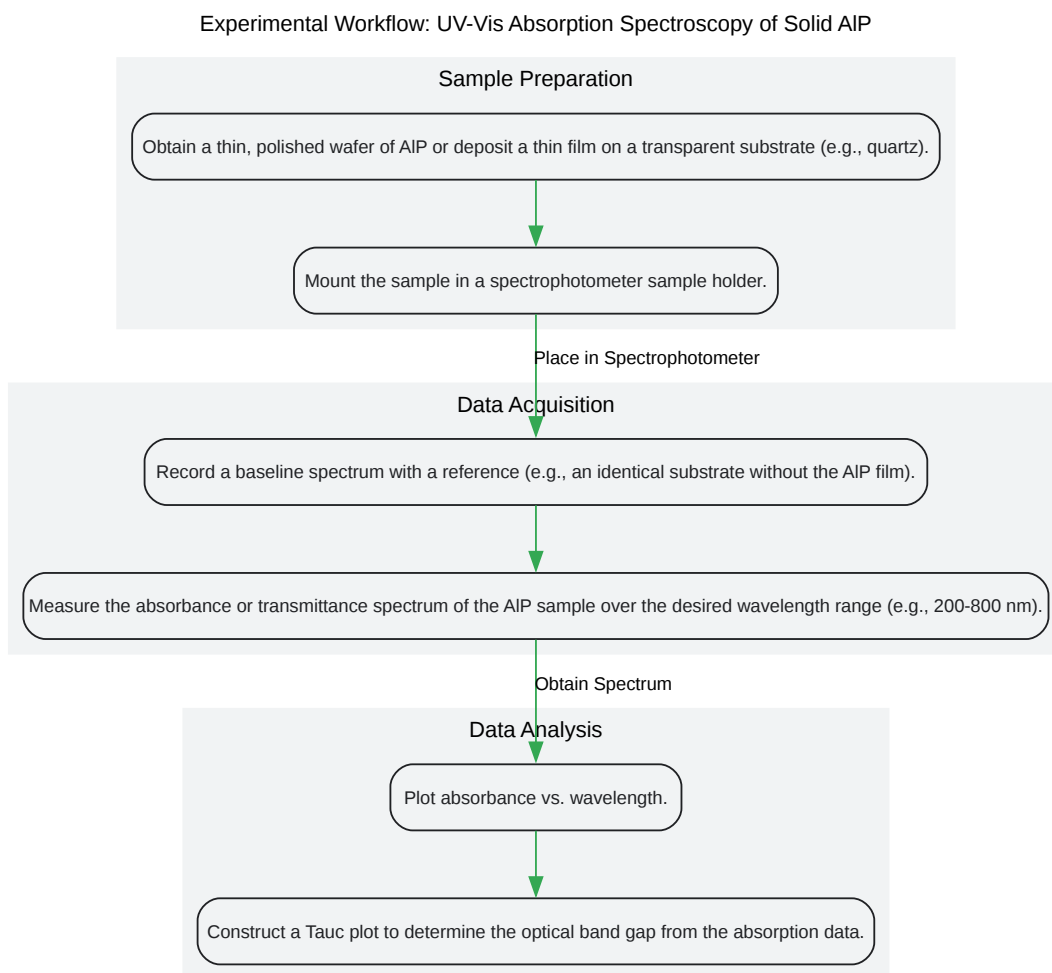 Experimental Workflow: UV-Vis Absorption Spectroscopy of Solid AlP
Sample Preparation
Obtain a thin, polished wafer of AlP or deposit a thin film on a transparent substrate (e.g., quartz).
Mount the sample in a spectrophotometer sample holder.
Place in Spectrophotometer
Data Acquisition
Record a baseline spectrum with a reference (e.g., an identical substrate without the AlP film).
Measure the absorbance or transmittance spectrum of the AlP sample over the desired wavelength range (e.g., 200-800 nm).
Obtain Spectrum
Data Analysis
Plot absorbance vs. wavelength.
Construct a Tauc plot to determine the optical band gap from the absorption data.